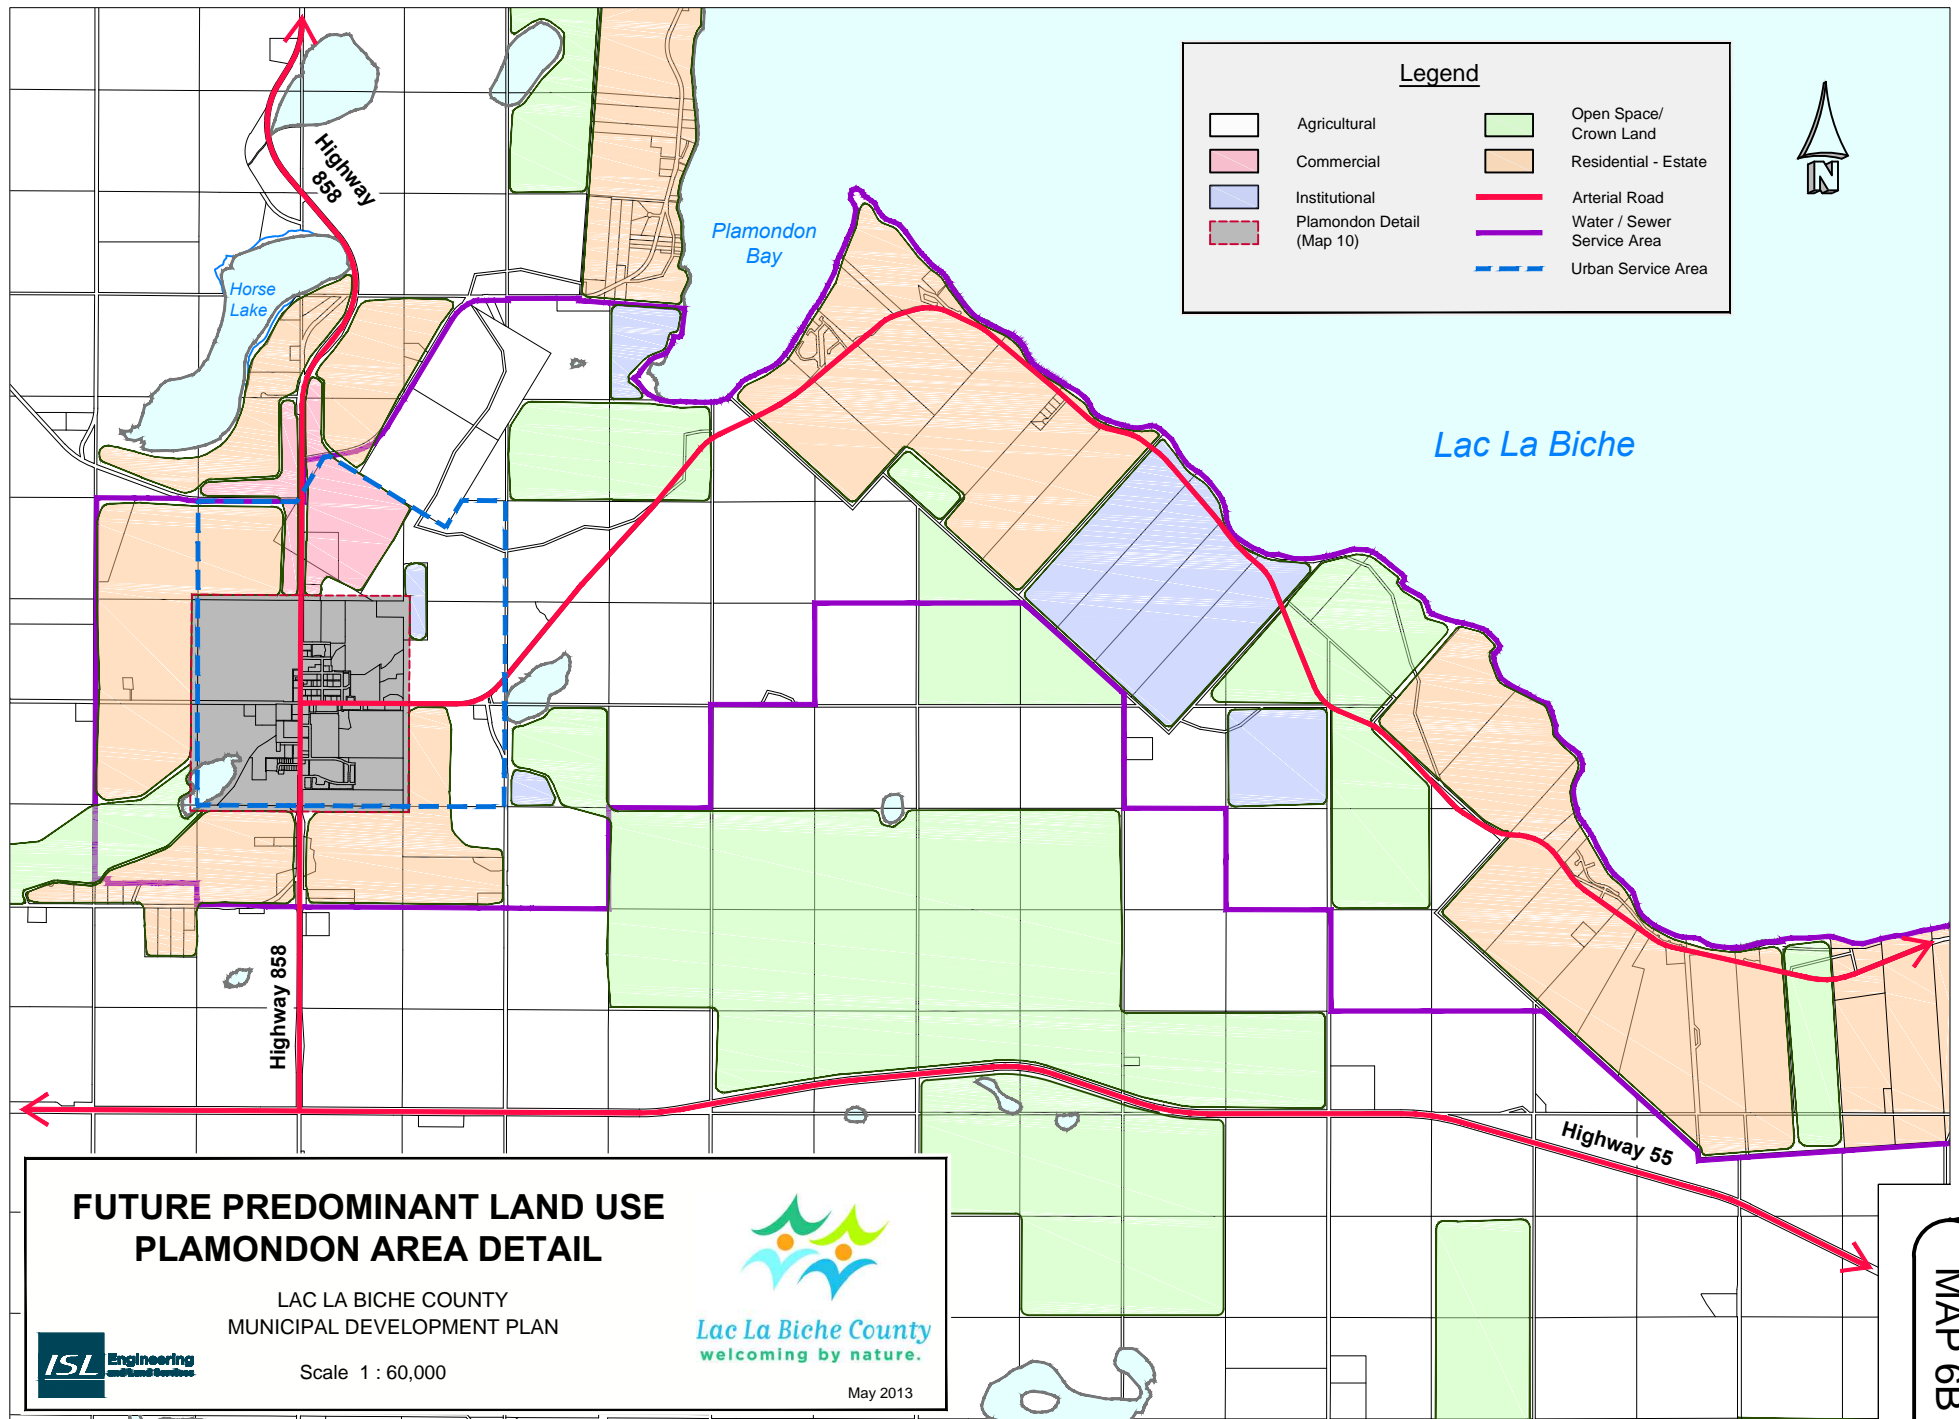 Legend
Agricultural
Commercial
Institutional
Plamondon Detail
(Map 10)
Open Space/
Crown Land
Residential - Estate
Arterial Road
Water / Sewer
Service Area
Urban Service Area
N
Highway
858
Plamondon
Bay
Horse
Lake
Lac La Biche
Highway 858
Highway 55
FUTURE PREDOMINANT LAND USE
PLAMONDON AREA DETAIL
LAC LA BICHE COUNTY
MUNICIPAL DEVELOPMENT PLAN
Scale 1 : 60,000
ISL Engineering
and Land Services
Lac La Biche County
welcoming by nature.
May 2013
MAP 6B